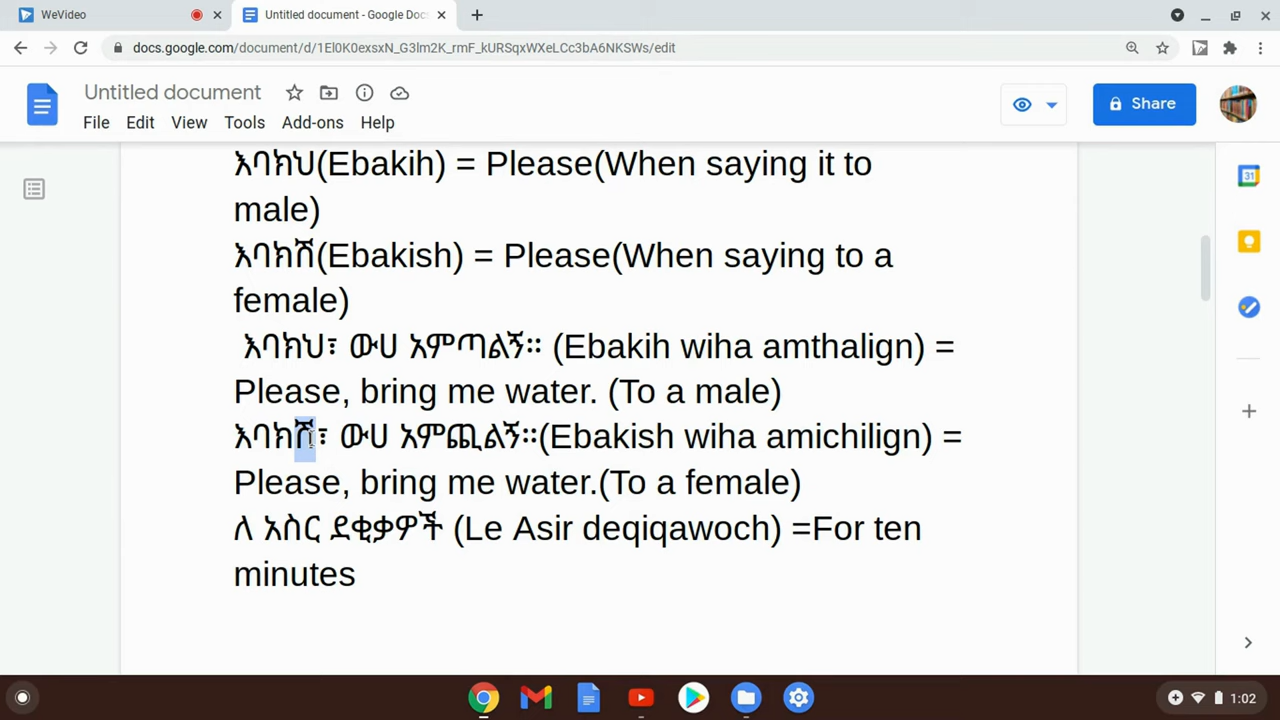 WeVideo
Untitled document - Google Docs
docs.google.com/document/d/1El0K0exsxN_G3lm2K_rmF_kURSqxWXeLCc3bA6NKSWs/edit
Untitled document
File Edit View Tools Add-ons Help
Share
እባክህ(Ebakih) = Please(When saying it to
male)
እባክሽ(Ebakish) = Please(When saying to a
female)
እባክህ፣ ውሀ አምጣልኝ። (Ebakih wiha amthalign) =
Please, bring me water. (To a male)
እባክሽ፣ ውሀ አምጪልኝ።(Ebakish wiha amichilign) =
Please, bring me water.(To a female)
ለ አስር ደቂቃዎች (Le Asir deqiqawoch) =For ten
minutes
31
1:02